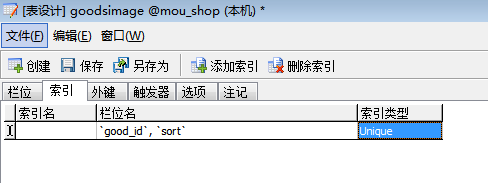 [表设计] goodsimage @mou_shop (本机) *
文件(F) 编辑(E) 窗口(W)
创建 保存 另存为 添加索引 删除索引
栏位 索引 外键 触发器 选项 注记
索引名 栏位名 索引类型
`good_id`, `sort` Unique